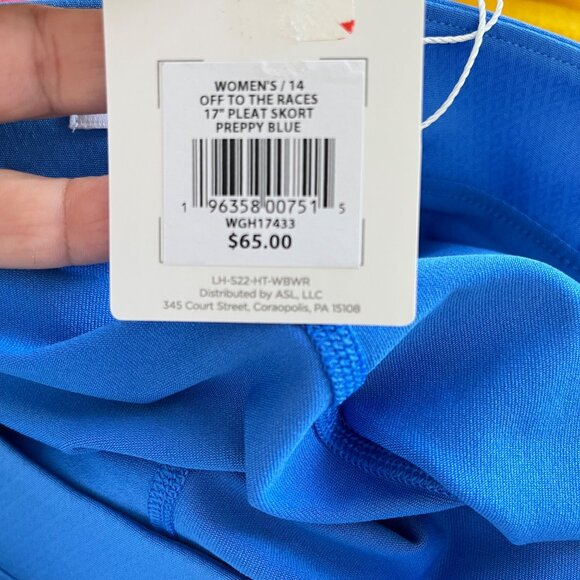 WOMEN'S / 14
OFF TO THE RACES
17" PLEAT SKORT
PREPPY BLUE
1 96358 00751 5
WGH17433
$65.00
LH-S22-HT-WBWR
Distributed by ASL, LLC
345 Court Street, Coraopolis, PA 15108